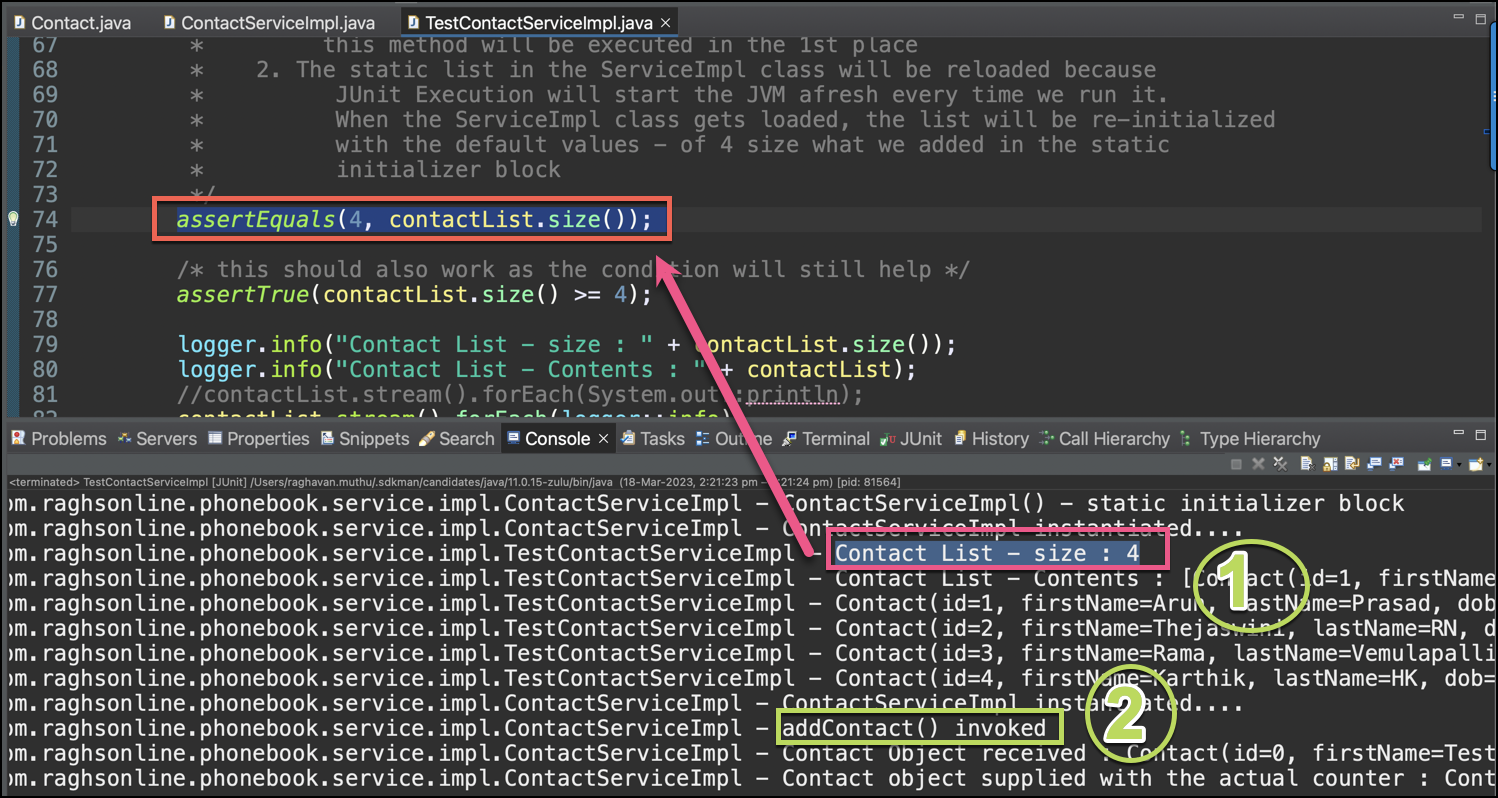 Contact.java ContactServiceImpl.java TestContactServiceImpl.java
67 * this method will be executed in the 1st place
68 * 2. The static list in the ServiceImpl class will be reloaded because
69 * JUnit Execution will start the JVM afresh every time we run it.
70 * When the ServiceImpl class gets loaded, the list will be re-initialized
71 * with the default values - of 4 size what we added in the static
72 * initializer block
73 */
74 assertEquals(4, contactList.size());
75
76 /* this should also work as the condition will still help */
77 assertTrue(contactList.size() >= 4);
78
79 logger.info("Contact List - size : " + contactList.size());
80 logger.info("Contact List - Contents : " + contactList);
81 //contactList.stream().forEach(System.out::println);
82 contactList.stream().forEach(logger::info)
Problems Servers Properties Snippets Search Console Tasks Outline Terminal JUnit History Call Hierarchy Type Hierarchy
<terminated> TestContactServiceImpl [JUnit] /Users/raghavan.muthu/.sdkman/candidates/java/11.0.15-zulu/bin/java (18-Mar-2023, 2:21:23 pm – 2:21:24 pm) [pid: 81564]
om.raghsonline.phonebook.service.impl.ContactServiceImpl - ContactServiceImpl() - static initializer block
om.raghsonline.phonebook.service.impl.ContactServiceImpl - ContactServiceImpl instantiated....
om.raghsonline.phonebook.service.impl.TestContactServiceImpl - Contact List - size : 4
om.raghsonline.phonebook.service.impl.TestContactServiceImpl - Contact List - Contents : [Contact(id=1, firstName
om.raghsonline.phonebook.service.impl.TestContactServiceImpl - Contact(id=1, firstName=Arun, lastName=Prasad, dob
om.raghsonline.phonebook.service.impl.TestContactServiceImpl - Contact(id=2, firstName=Thejaswini, lastName=RN, d
om.raghsonline.phonebook.service.impl.TestContactServiceImpl - Contact(id=3, firstName=Rama, lastName=Vemulapalli
om.raghsonline.phonebook.service.impl.TestContactServiceImpl - Contact(id=4, firstName=Karthik, lastName=HK, dob=
om.raghsonline.phonebook.service.impl.ContactServiceImpl - ContactServiceImpl instantiated....
om.raghsonline.phonebook.service.impl.ContactServiceImpl - addContact() invoked
om.raghsonline.phonebook.service.impl.ContactServiceImpl - Contact Object received : Contact(id=0, firstName=Test
om.raghsonline.phonebook.service.impl.ContactServiceImpl - Contact object supplied with the actual counter : Cont
1
2